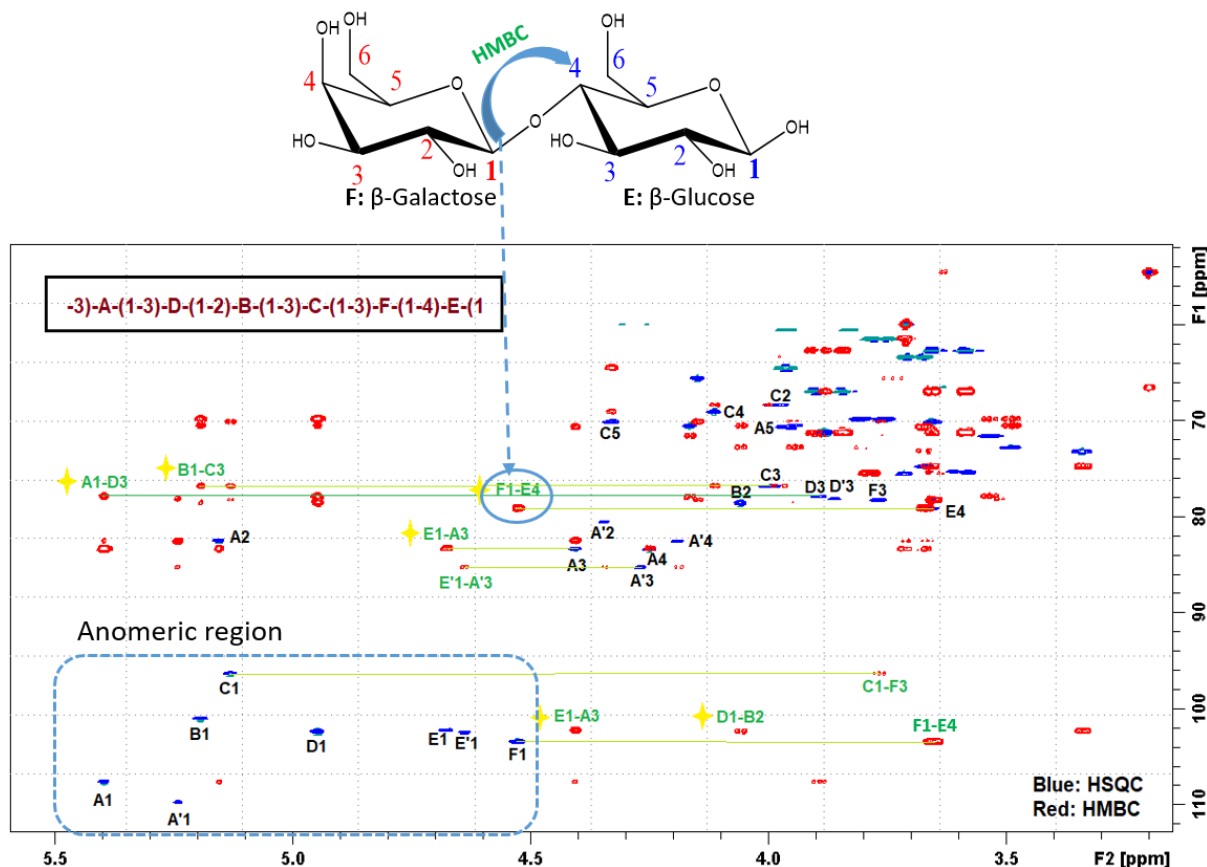 OH
OH
OH
6
HMBC
6
4
5
O
4
5
O
O
HO
2
OH
HO
2
OH
OH
3
1
3
1
F: β-Galactose
E: β-Glucose
-3)-A-(1-3)-D-(1-2)-B-(1-3)-C-(1-3)-F-(1-4)-E-(1
F1 [ppm]
C2
C4
70
C5
A5
B1-C3
A1-D3
C3
F1-E4
B2
D3
D'3
F3
E4
80
A'2
E1-A3
A2
A'4
A3
A4
E'1-A'3
A'3
90
Anomeric region
C1
C1-F3
E1-A3
D1-B2
100
F1-E4
B1
D1
E1
E'1
F1
Blue: HSQC
A1
Red: HMBC
A'1
110
5.5
5.0
4.5
4.0
3.5
F2 [ppm]